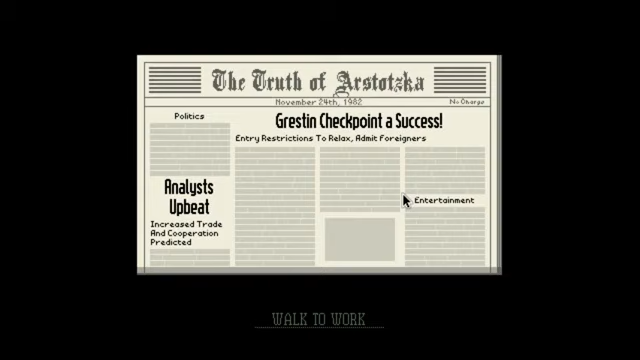 The Truth of Arstotzka
November 24th, 1982
No Charge
Politics
Grestin Checkpoint a Success!
Entry Restrictions To Relax, Admit Foreigners
Analysts
Upbeat
Increased Trade
And Cooperation
Predicted
Entertainment
WALK TO WORK